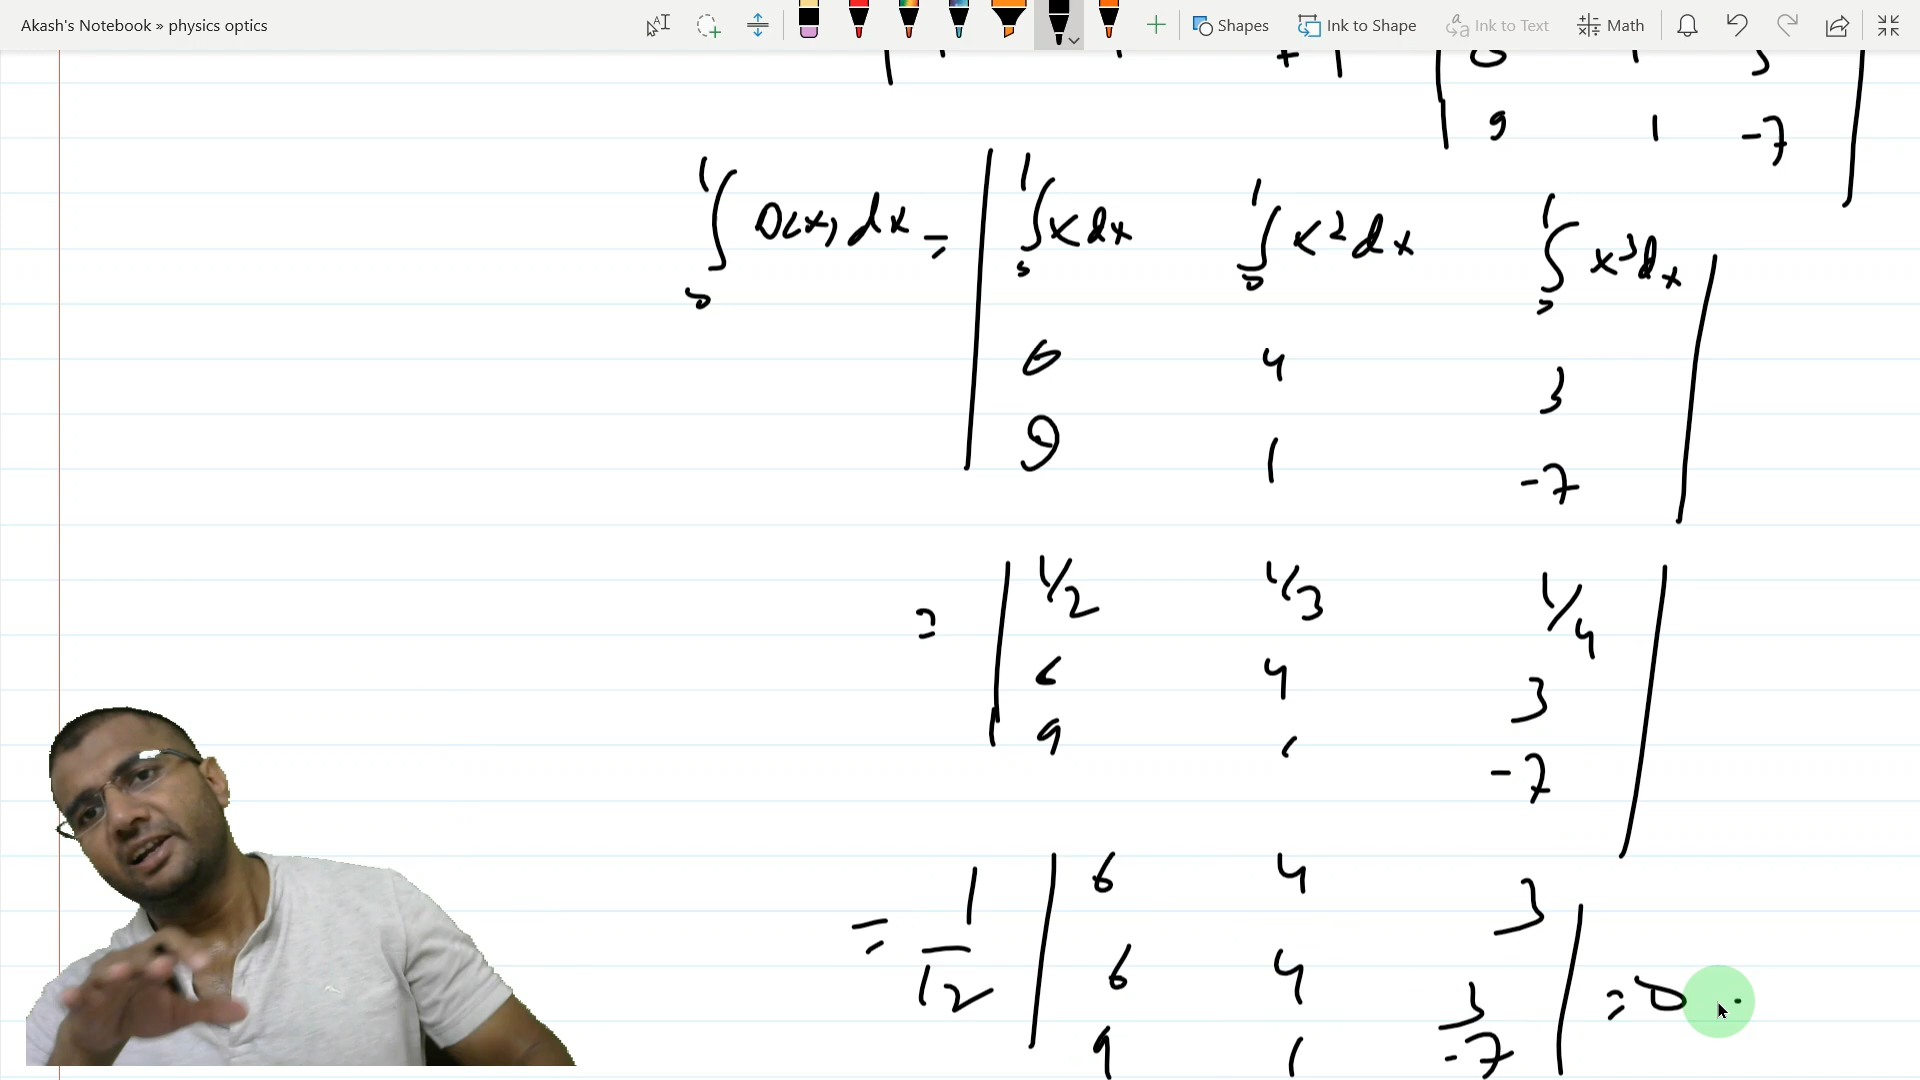 Akash's Notebook » physics optics
Shapes Ink to Shape Ink to Text Math
9 1 -7
∫₀¹ D(x) dx = | ∫₀¹ x dx ∫₀¹ x² dx ∫₀¹ x³ dx |
6 4 3
9 1 -7
= | 1/2 1/3 1/4 |
6 4 3
9 1 -7
= 1/12 | 6 4 3 |
6 4 3 = 0.
9 1 -7